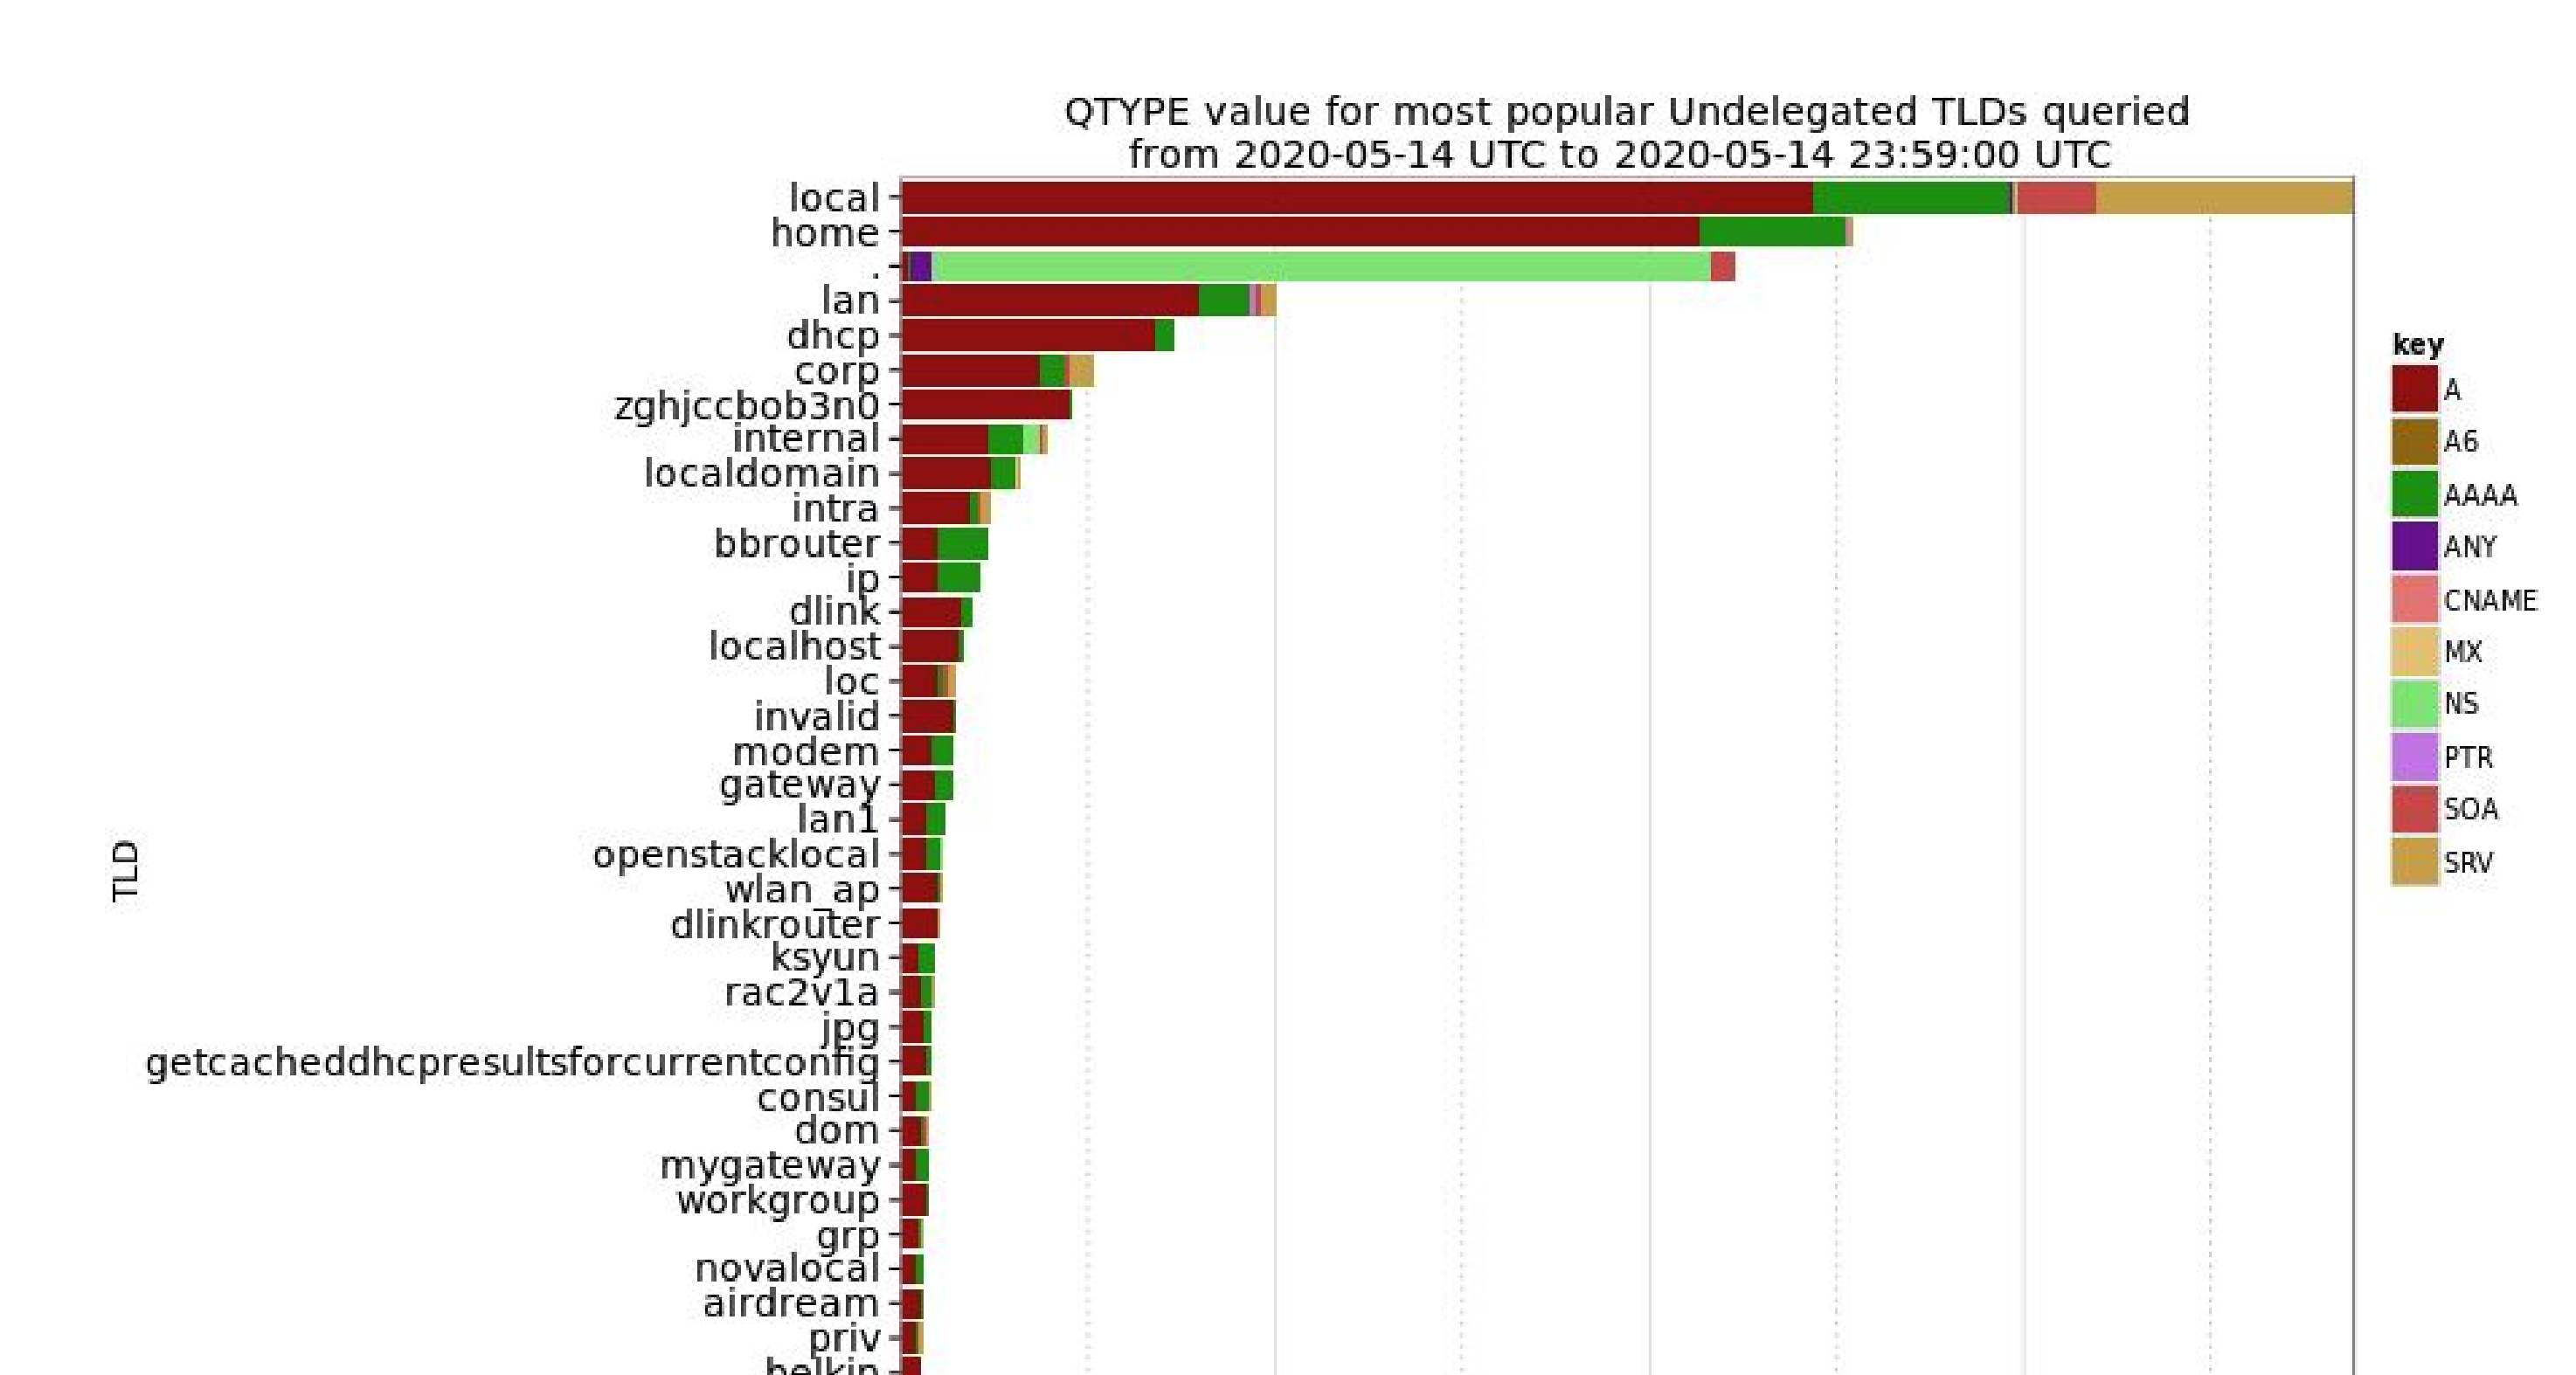 QTYPE value for most popular Undelegated TLDs queried
from 2020-05-14 UTC to 2020-05-14 23:59:00 UTC
local
home
.
lan
dhcp
corp
zghjccbob3n0
internal
localdomain
intra
bbrouter
ip
dlink
localhost
loc
invalid
modem
gateway
lan1
openstacklocal
wlan_ap
dlinkrouter
ksyun
rac2v1a
jpg
getcacheddhcpresultsforcurrentconfig
consul
dom
mygateway
workgroup
grp
novalocal
airdream
priv
belkin
TLD
key
A
A6
AAAA
ANY
CNAME
MX
NS
PTR
SOA
SRV